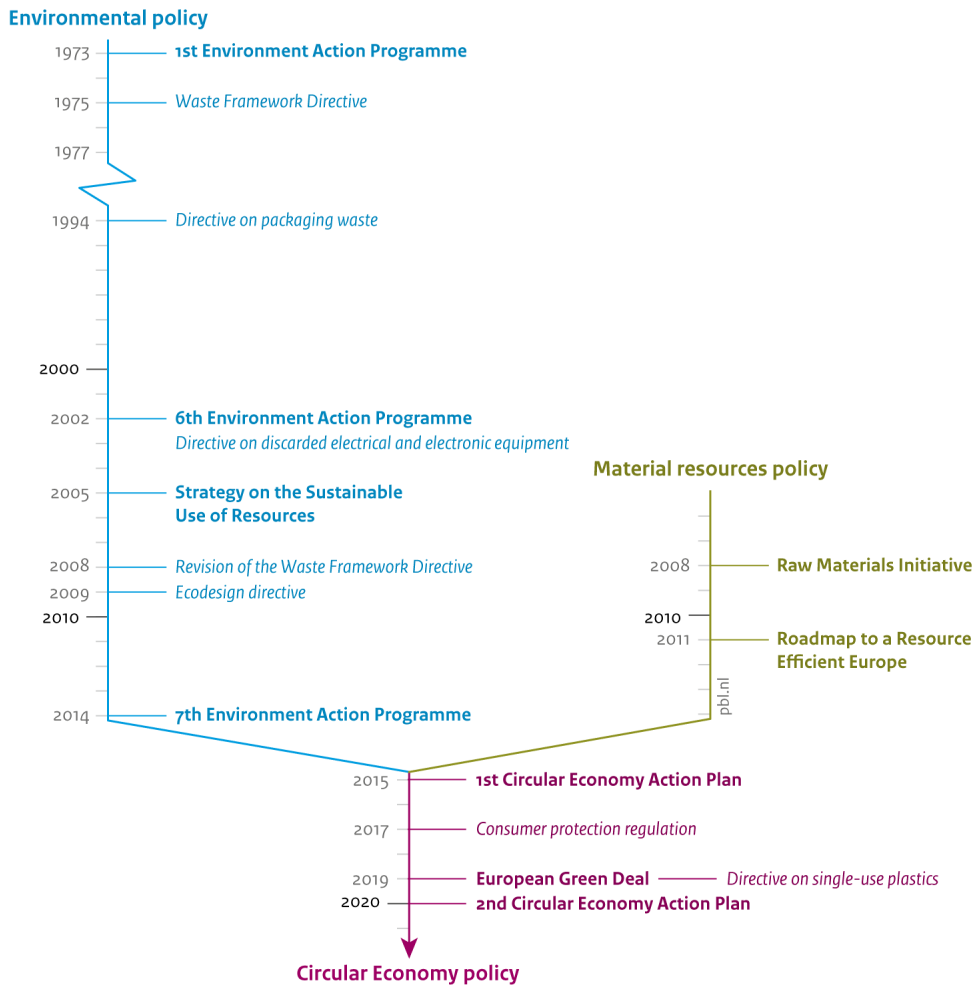 Environmental policy
1973 1st Environment Action Programme
1975 Waste Framework Directive
1977
1994 Directive on packaging waste
2000
2002 6th Environment Action Programme
Directive on discarded electrical and electronic equipment
2005 Strategy on the Sustainable
Use of Resources
2008 Revision of the Waste Framework Directive
2009 Ecodesign directive
2010
2014 7th Environment Action Programme
Material resources policy
2008 Raw Materials Initiative
2010
2011 Roadmap to a Resource
Efficient Europe
pbl.nl
2015 1st Circular Economy Action Plan
2017 Consumer protection regulation
2019 European Green Deal Directive on single-use plastics
2020 2nd Circular Economy Action Plan
Circular Economy policy